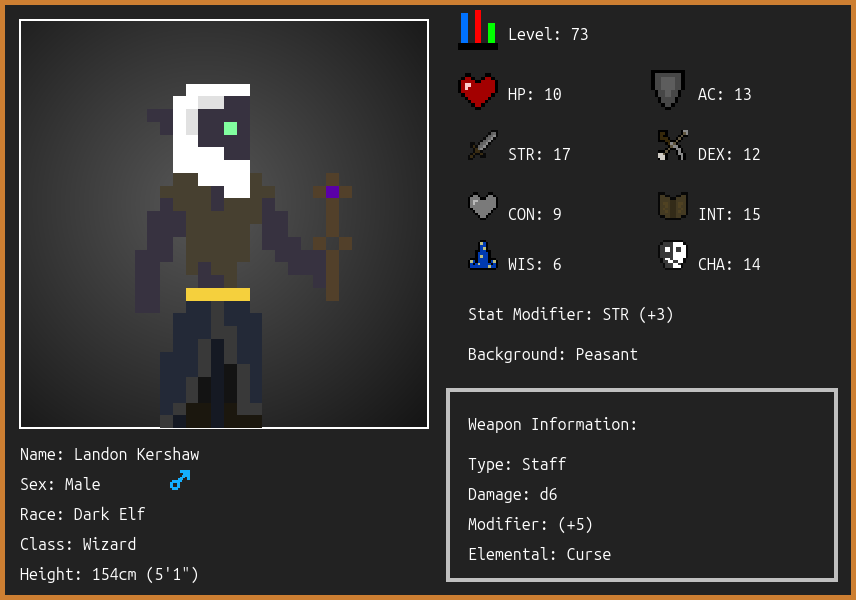 Level: 73
HP: 10
AC: 13
STR: 17
DEX: 12
CON: 9
INT: 15
WIS: 6
CHA: 14
Stat Modifier: STR (+3)
Background: Peasant
Weapon Information:
Type: Staff
Damage: d6
Modifier: (+5)
Elemental: Curse
Name: Landon Kershaw
Sex: Male
Race: Dark Elf
Class: Wizard
Height: 154cm (5'1")